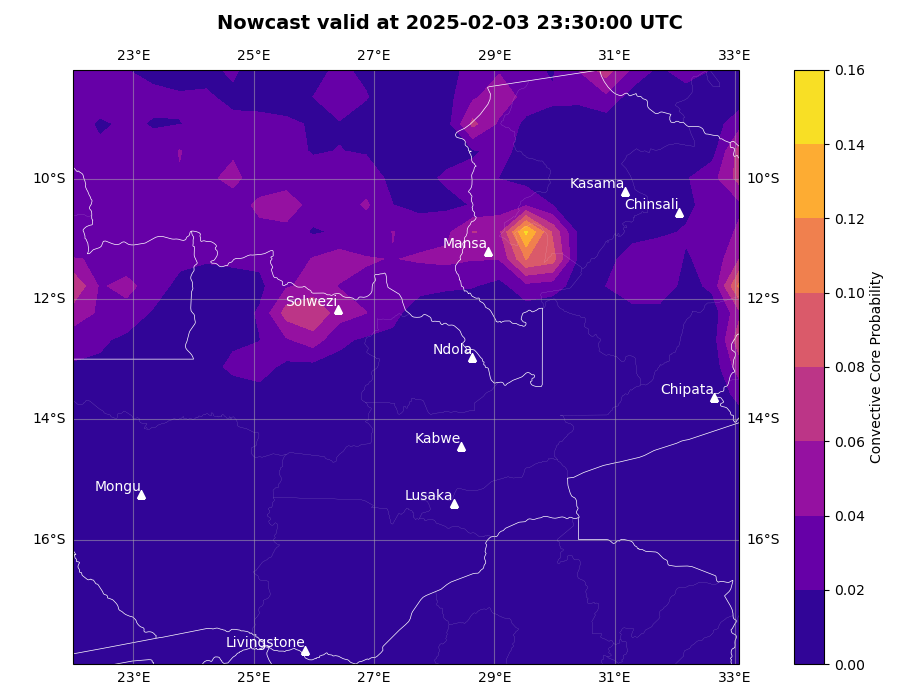 Nowcast valid at 2025-02-03 23:30:00 UTC
23°E 25°E 27°E 29°E 31°E 33°E
0.16
0.14
10°S Kasama 10°S
Chinsali
0.12
Mansa
0.10
12°S Solwezi 12°S
Convective Core Probability
0.08
Ndola
Chipata
14°S 14°S
0.06
Kabwe
0.04
Mongu Lusaka
16°S 16°S
0.02
Livingstone
0.00
23°E 25°E 27°E 29°E 31°E 33°E